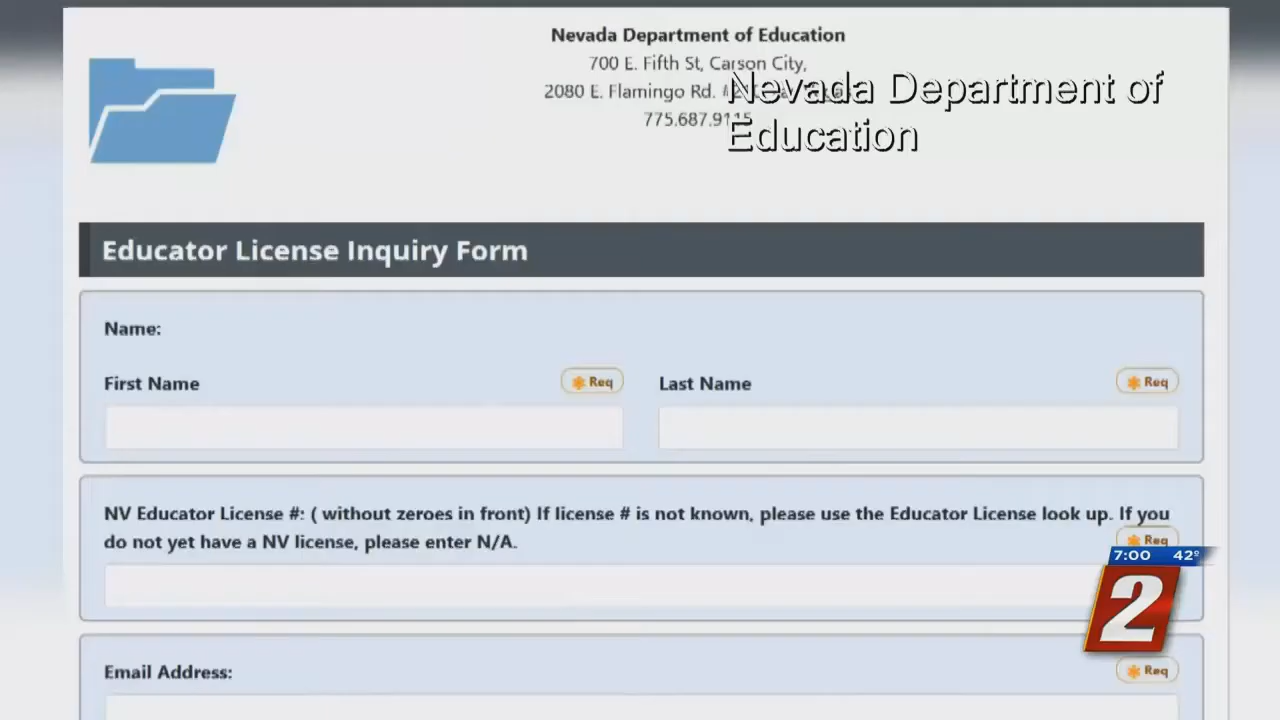 Nevada Department of Education
700 E. Fifth St, Carson City,
2080 E. Flamingo Rd.
775.687.9115
Nevada Department of
Education
Educator License Inquiry Form
Name:
First Name
Req
Last Name
Req
NV Educator License #: ( without zeroes in front) If license # is not known, please use the Educator License look up. If you
do not yet have a NV license, please enter N/A.
Req
7:00 42°
2
Email Address:
Req